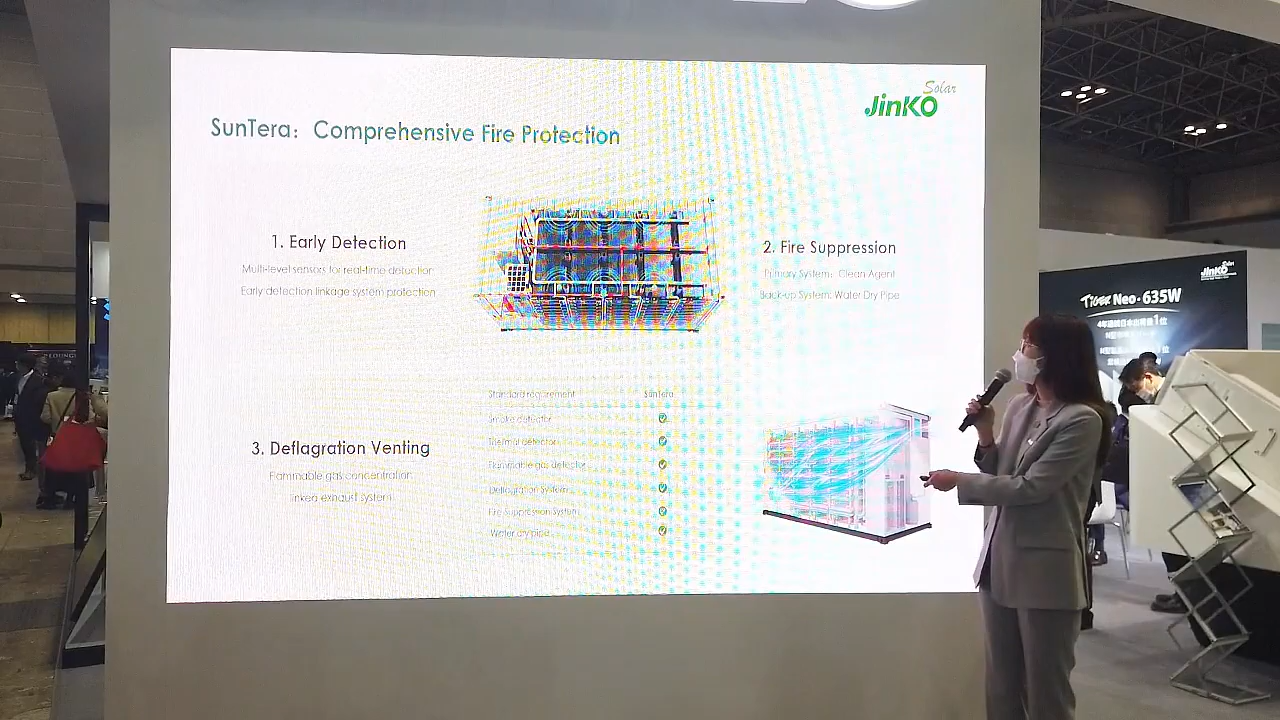 Solar
JinKO
SunTera: Comprehensive Fire Protection
1. Early Detection
Multi-level sensors for real-time detection
Early detection linkage system protection
2. Fire Suppression
Primary System: Clean Agent
Back-up System: Water Dry Pipe
3. Deflagration Venting
Flammable gas concentration
linked exhaust system
Standard requirement SunTera
Smoke detector
Thermal detector
Flammable gas detector
Deflagration System
Fire Suppression System
Water dry pipe
Solar
JinKO
TIGER Neo·635W